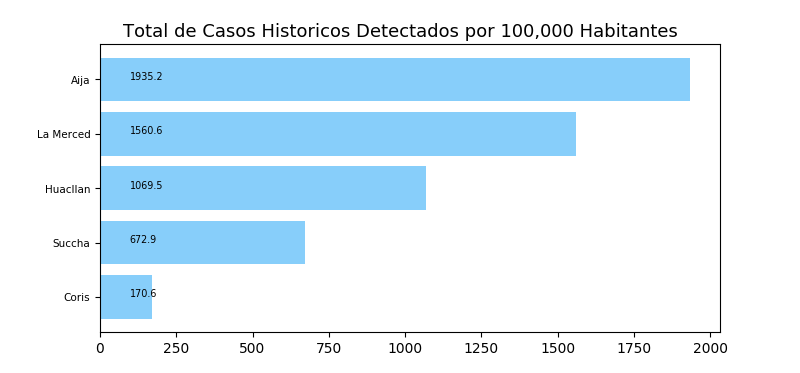 Total de Casos Historicos Detectados por 100,000 Habitantes
Aija 1935.2
La Merced 1560.6
Huacllan 1069.5
Succha 672.9
Coris 170.6
0 250 500 750 1000 1250 1500 1750 2000